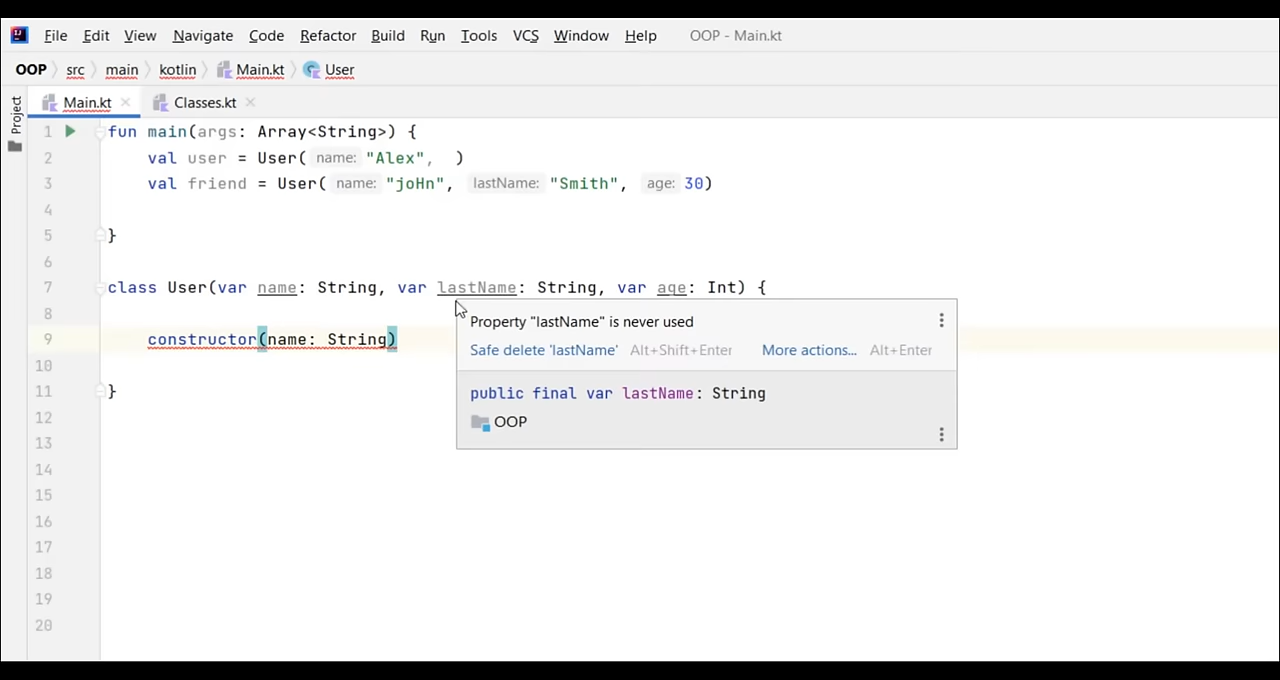 File Edit View Navigate Code Refactor Build Run Tools VCS Window Help OOP - Main.kt
OOP src main kotlin Main.kt User
Project
Main.kt Classes.kt
1 fun main(args: Array<String>) {
2 val user = User( name: "Alex", )
3 val friend = User( name: "joHn", lastName: "Smith", age: 30)
4
5 }
6
7 class User(var name: String, var lastName: String, var age: Int) {
8
Property "lastName" is never used
9 constructor(name: String)
Safe delete 'lastName' Alt+Shift+Enter More actions... Alt+Enter
10
11 }
public final var lastName: String
12
OOP
13
14
15
16
17
18
19
20